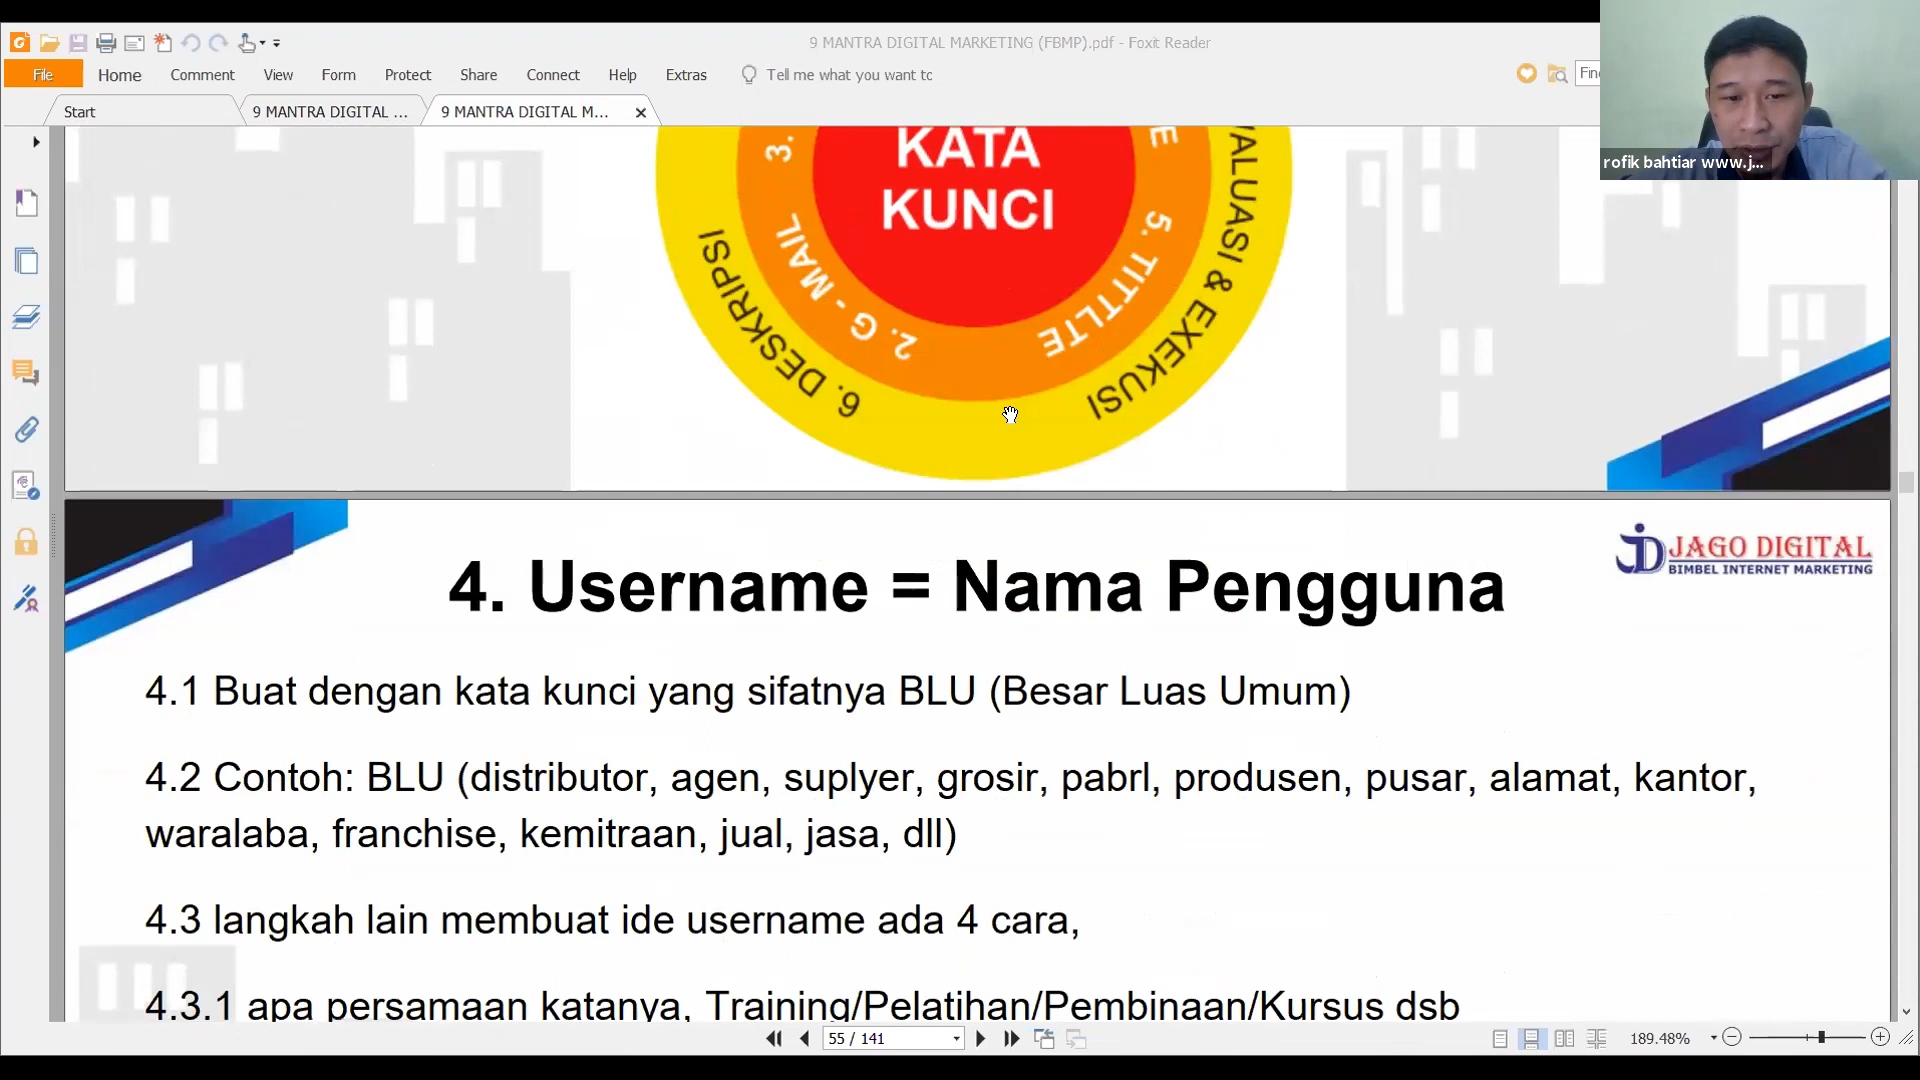 9 MANTRA DIGITAL MARKETING (FBMP).pdf - Foxit Reader
File Home Comment View Form Protect Share Connect Help Extras Tell me what you want to
Start 9 MANTRA DIGITAL ... 9 MANTRA DIGITAL M...
rofik bahtiar www.j...
KATA
KUNCI
3.
2. G - MAIL
5. TITTLTE
6. DESKRIPSI
VALUASI & EXEKUSI
JAGO DIGITAL
BIMBEL INTERNET MARKETING
4. Username = Nama Pengguna
4.1 Buat dengan kata kunci yang sifatnya BLU (Besar Luas Umum)
4.2 Contoh: BLU (distributor, agen, suplyer, grosir, pabrl, produsen, pusar, alamat, kantor,
waralaba, franchise, kemitraan, jual, jasa, dll)
4.3 langkah lain membuat ide username ada 4 cara,
4.3.1 apa persamaan katanya, Training/Pelatihan/Pembinaan/Kursus dsb
55 / 141
189.48%